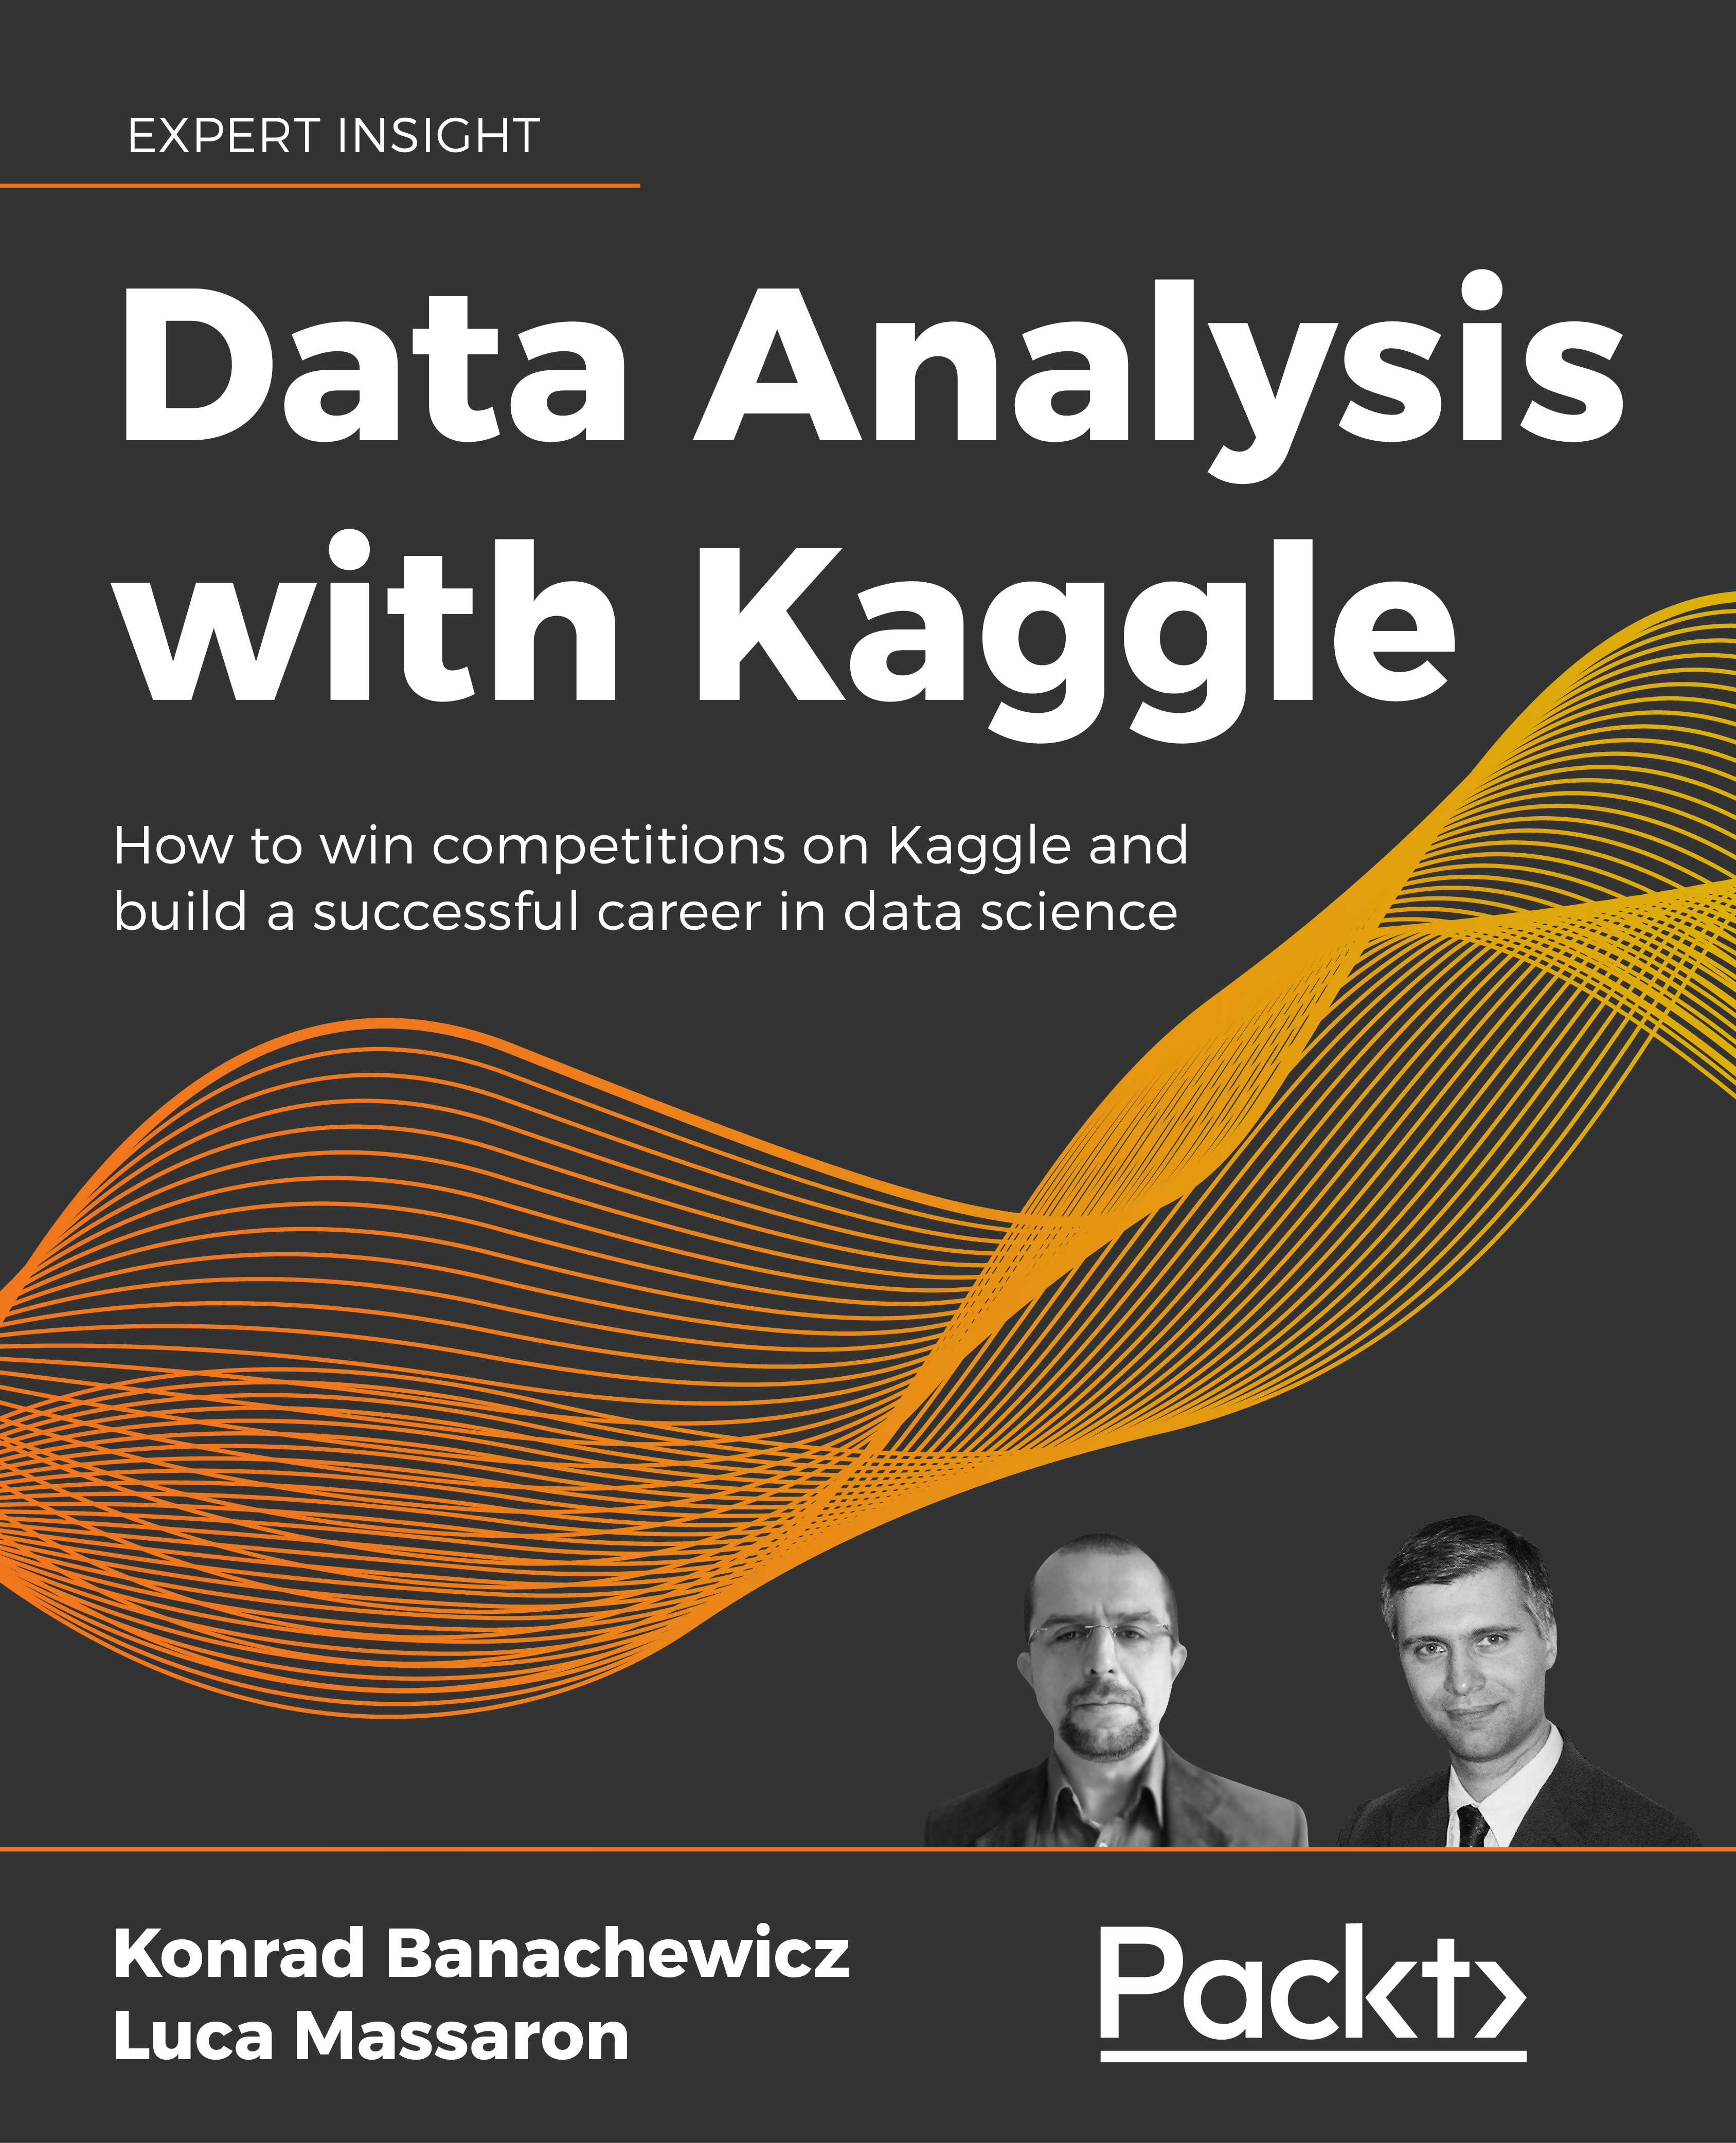 EXPERT INSIGHT
Data Analysis
with Kaggle
How to win competitions on Kaggle and
build a successful career in data science
Konrad Banachewicz
Luca Massaron
Packt